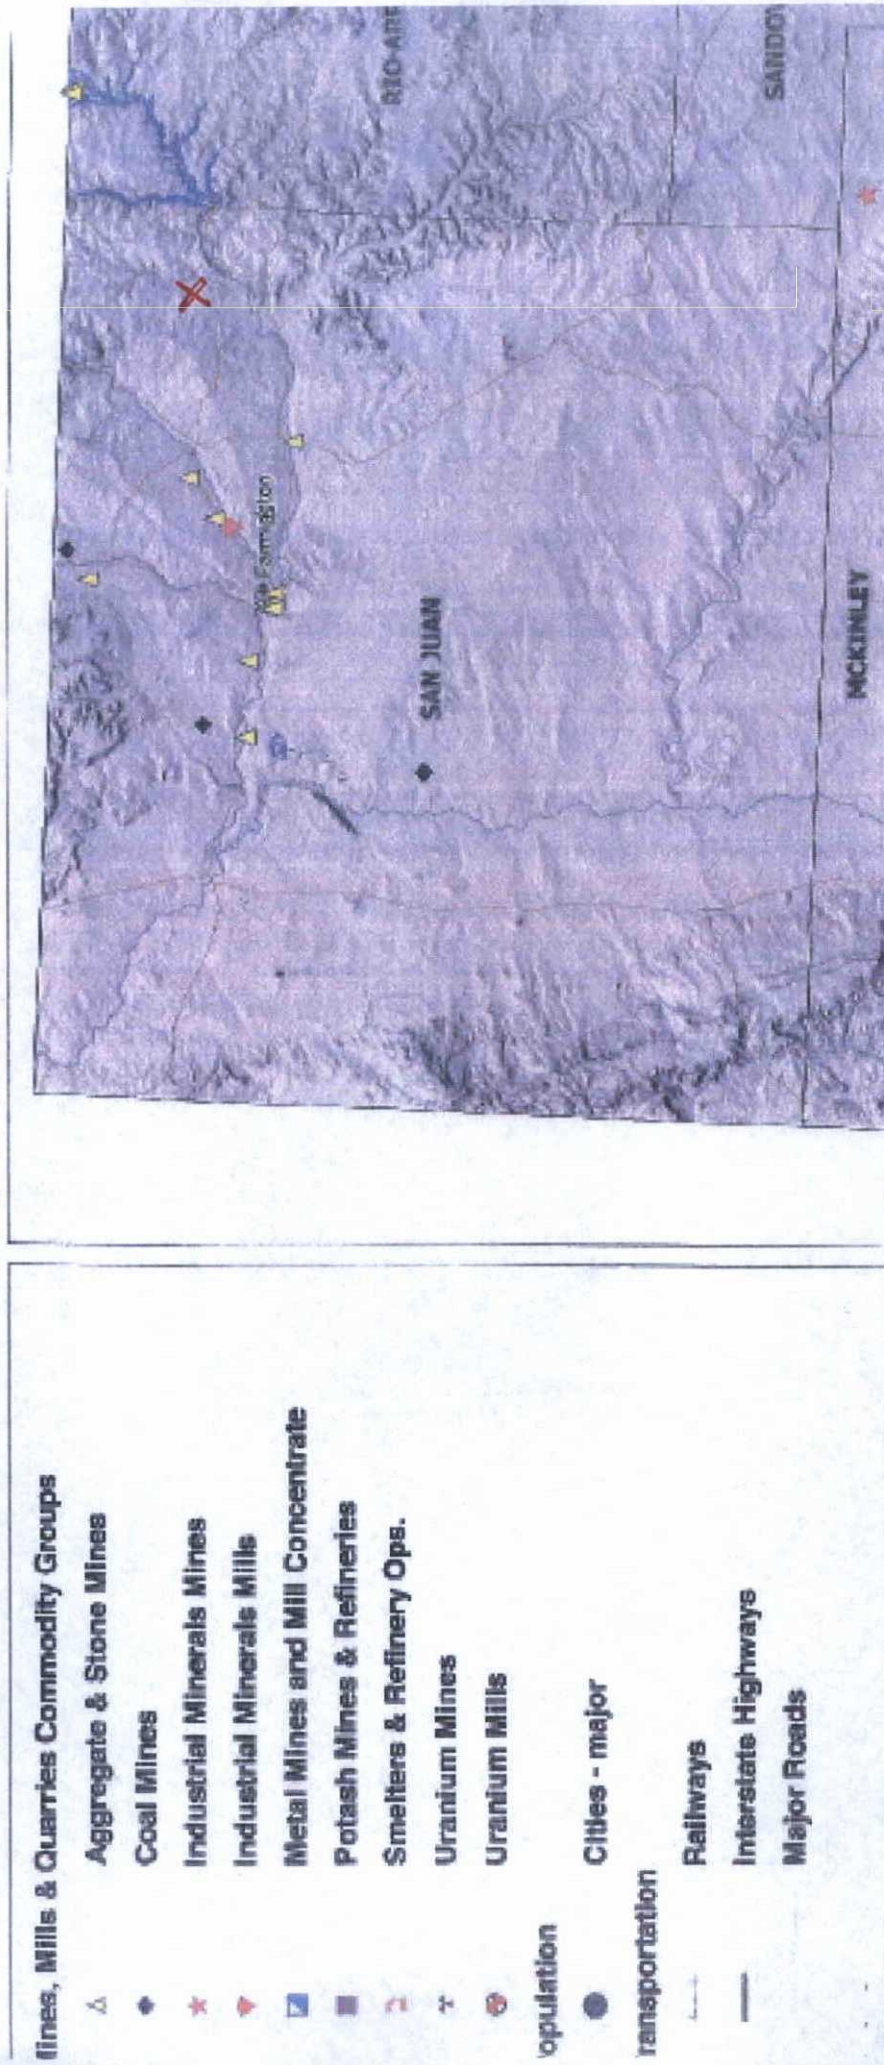 lines, Mills & Quarries Commodity Groups
Aggregate & Stone Mines
Coal Mines
Industrial Minerals Mines
Industrial Minerals Mills
Metal Mines and Mill Concentrate
Potash Mines & Refineries
Smelters & Refinery Ops.
Uranium Mines
Uranium Mills
opulation
Cities - major
ransportation
Railways
Interstate Highways
Major Roads
Farmington
SAN JUAN
MCKINLEY
RIO ARR
SANDOV